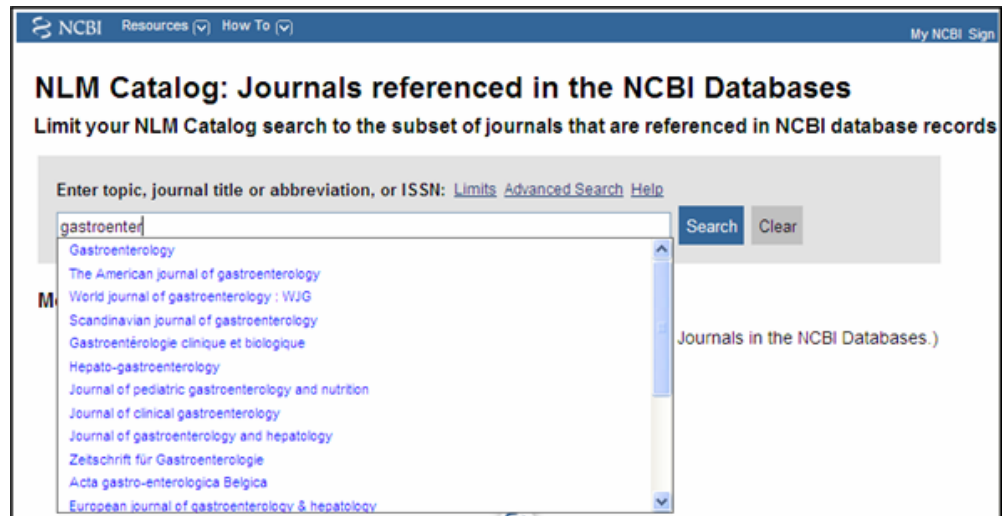 NCBI Resources How To
My NCBI Sign
NLM Catalog: Journals referenced in the NCBI Databases
Limit your NLM Catalog search to the subset of journals that are referenced in NCBI database records
Enter topic, journal title or abbreviation, or ISSN: Limits Advanced Search Help
gastroenter Search Clear
Gastroenterology
The American journal of gastroenterology
World journal of gastroenterology : WJG
Scandinavian journal of gastroenterology
Gastroentérologie clinique et biologique
Journals in the NCBI Databases.)
Hepato-gastroenterology
Journal of pediatric gastroenterology and nutrition
Journal of clinical gastroenterology
Journal of gastroenterology and hepatology
Zeitschrift für Gastroenterologie
Acta gastro-enterologica Belgica
European journal of gastroenterology & hepatology